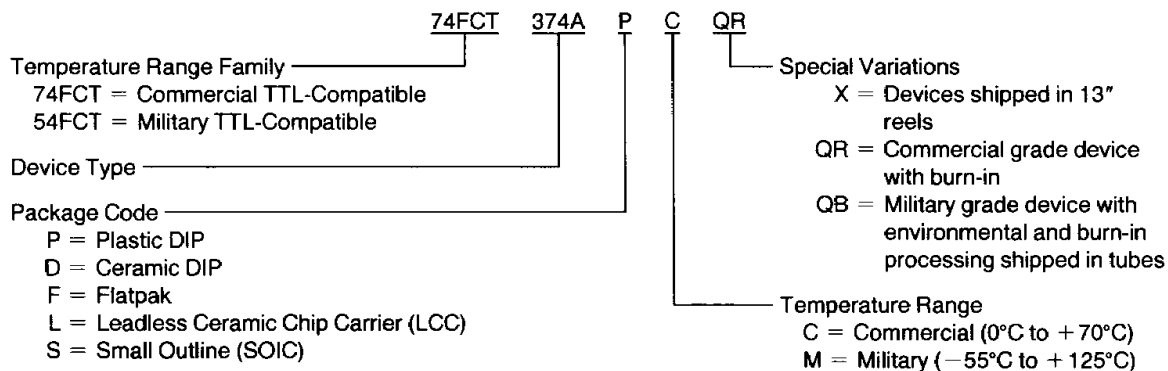 74FCT 374A P C QR
Temperature Range Family
74FCT = Commercial TTL-Compatible
54FCT = Military TTL-Compatible
Device Type
Package Code
P = Plastic DIP
D = Ceramic DIP
F = Flatpak
L = Leadless Ceramic Chip Carrier (LCC)
S = Small Outline (SOIC)
Special Variations
X = Devices shipped in 13″
reels
QR = Commercial grade device
with burn-in
QB = Military grade device with
environmental and burn-in
processing shipped in tubes
Temperature Range
C = Commercial (0°C to +70°C)
M = Military (−55°C to +125°C)